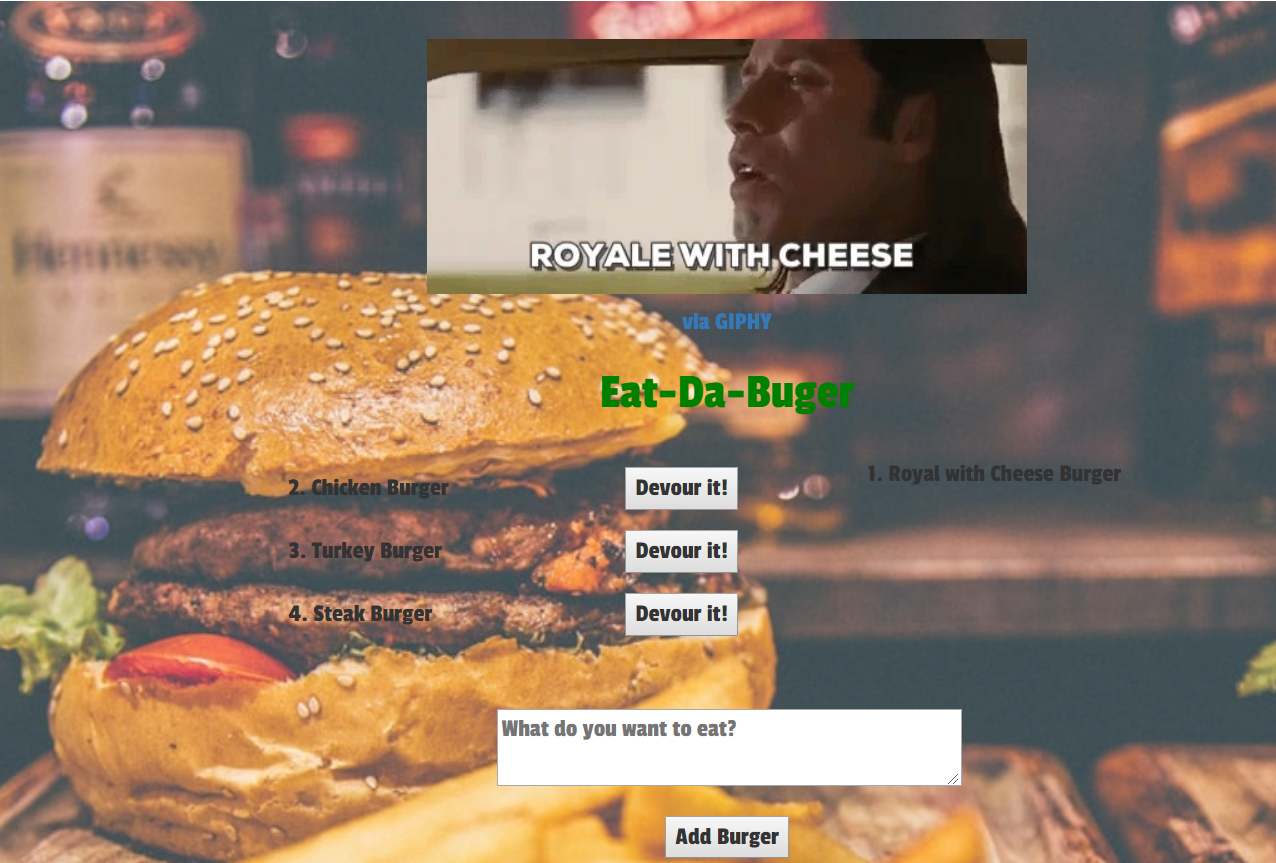 Hennessy
ROYALE WITH CHEESE
via GIPHY
Eat-Da-Buger
2. Chicken Burger
Devour it!
1. Royal with Cheese Burger
3. Turkey Burger
Devour it!
4. Steak Burger
Devour it!
What do you want to eat?
Add Burger